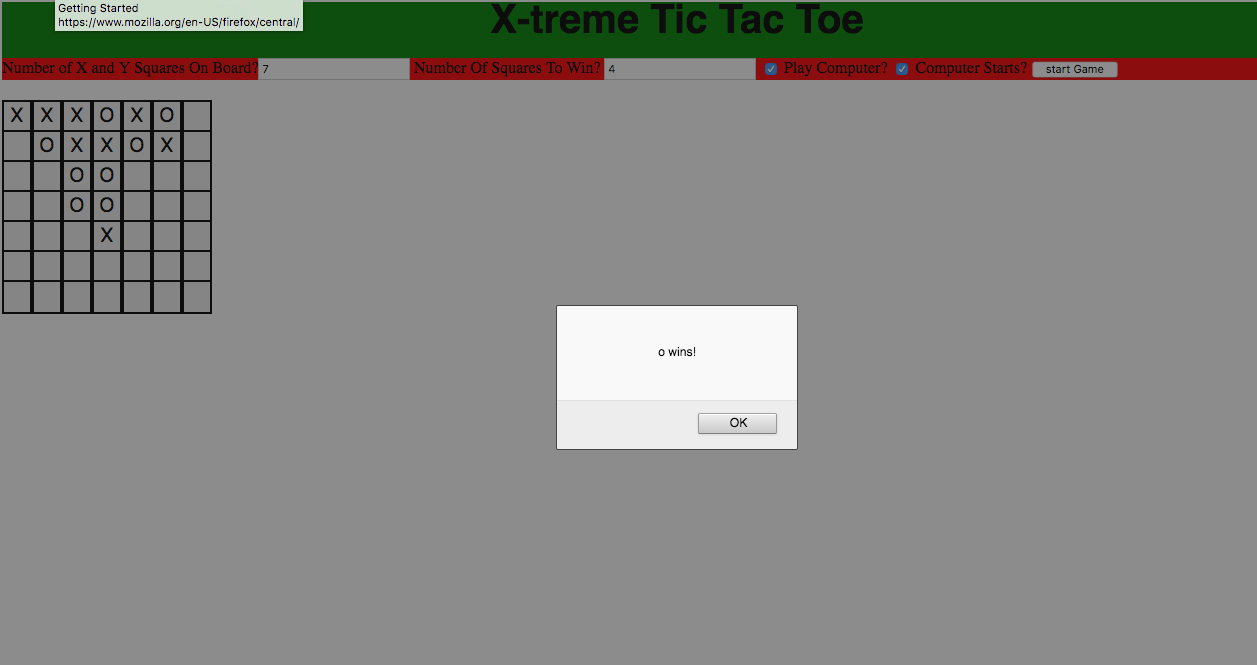 Getting Started
https://www.mozilla.org/en-US/firefox/central/
X-treme Tic Tac Toe
Number of X and Y Squares On Board? 7 Number Of Squares To Win? 4 Play Computer? Computer Starts? start Game
X X X O X O
O X X O X
O O
O O
X
o wins!
OK